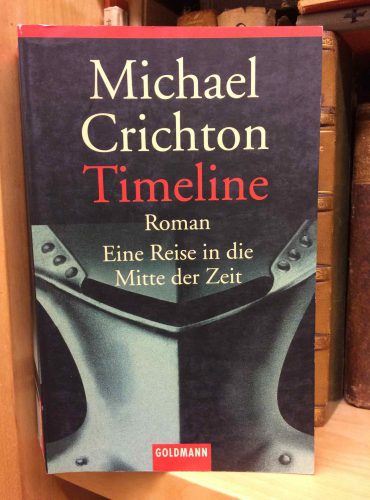 Michael
Crichton
Timeline
Roman
Eine Reise in die
Mitte der Zeit
GOLDMANN